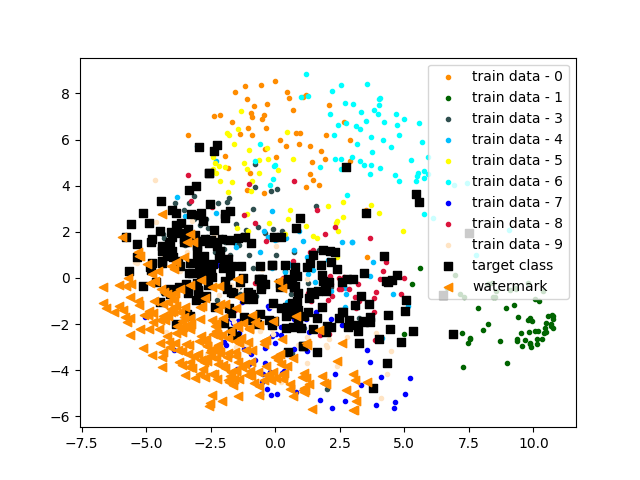 8
6
4
2
0
−2
−4
−6
−7.5 −5.0 −2.5 0.0 2.5 5.0 7.5 10.0
train data - 0
train data - 1
train data - 3
train data - 4
train data - 5
train data - 6
train data - 7
train data - 8
train data - 9
target class
watermark